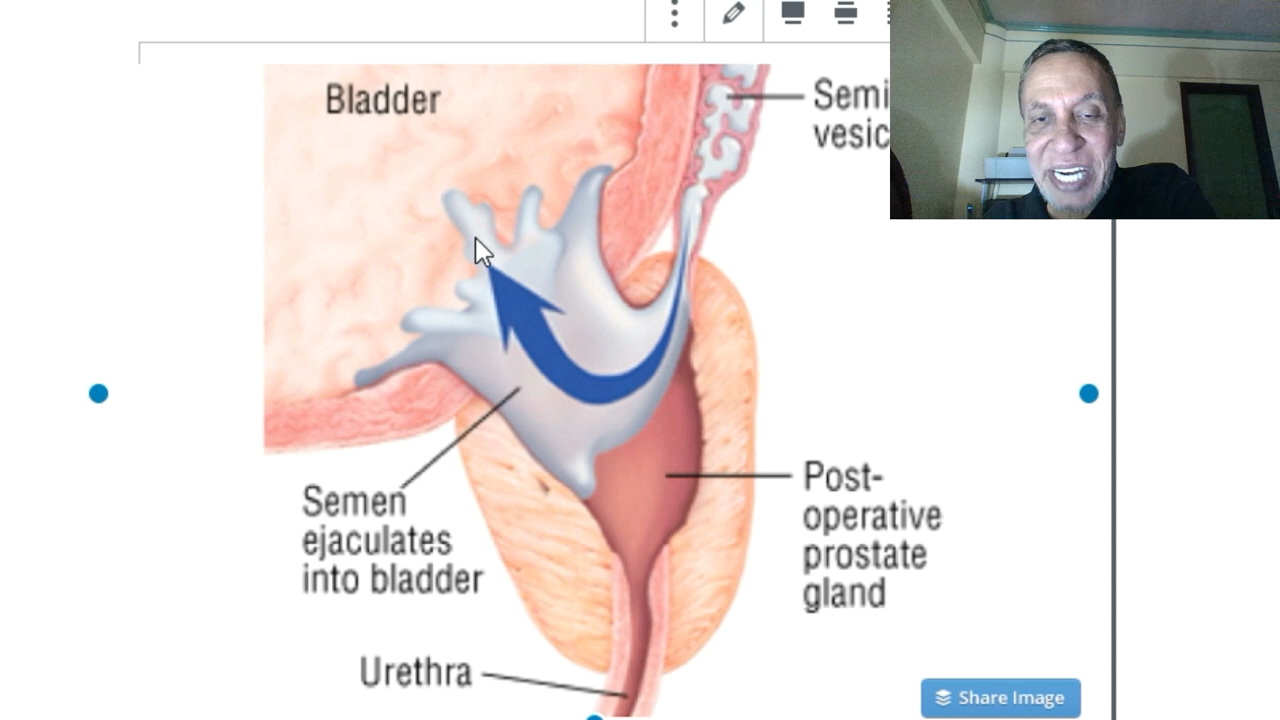 Bladder
Semi
vesic
Semen
ejaculates
into bladder
Post-
operative
prostate
gland
Urethra
Share Image